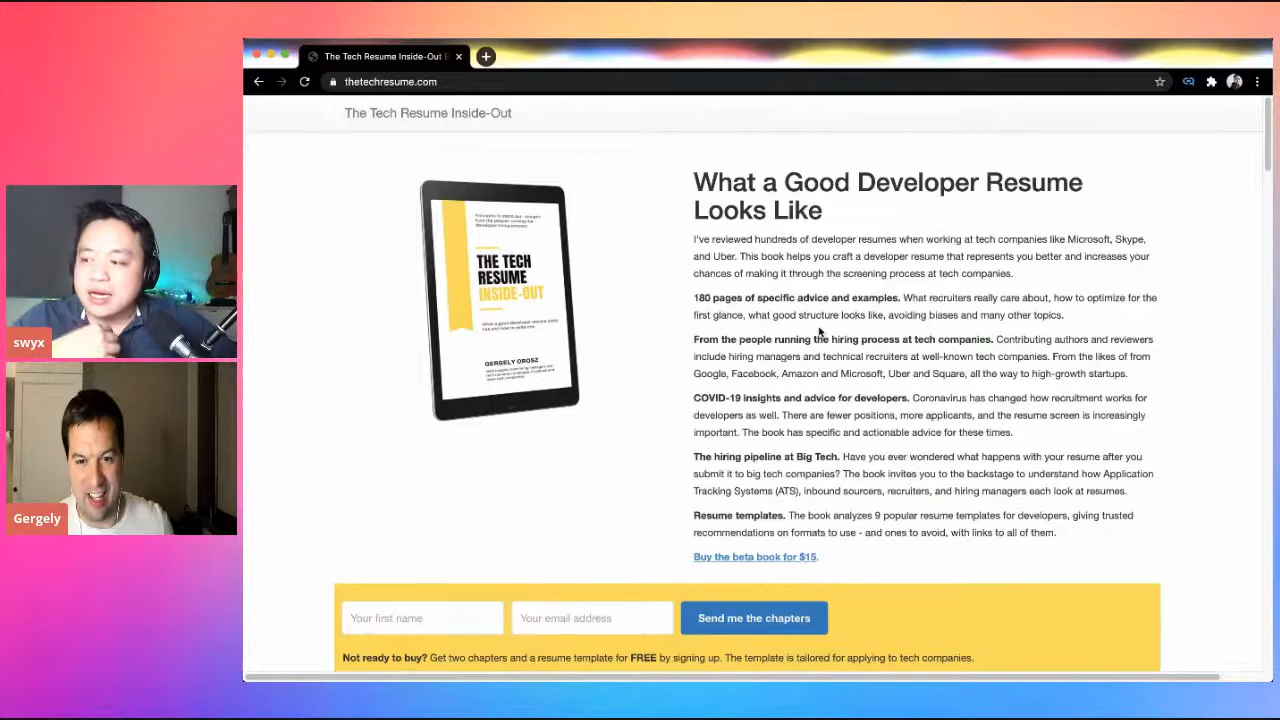 The Tech Resume Inside-Out
thetechresume.com
The Tech Resume Inside-Out
THE TECH
RESUME
INSIDE-OUT
GERGELY OROSZ
What a Good Developer Resume
Looks Like
I've reviewed hundreds of developer resumes when working at tech companies like Microsoft, Skype,
and Uber. This book helps you craft a developer resume that represents you better and increases your
chances of making it through the screening process at tech companies.
180 pages of specific advice and examples. What recruiters really care about, how to optimize for the
first glance, what good structure looks like, avoiding biases and many other topics.
From the people running the hiring process at tech companies. Contributing authors and reviewers
include hiring managers and technical recruiters at well-known tech companies. From the likes of from
Google, Facebook, Amazon and Microsoft, Uber and Square, all the way to high-growth startups.
COVID-19 insights and advice for developers. Coronavirus has changed how recruitment works for
developers as well. There are fewer positions, more applicants, and the resume screen is increasingly
important. The book has specific and actionable advice for these times.
The hiring pipeline at Big Tech. Have you ever wondered what happens with your resume after you
submit it to big tech companies? The book invites you to the backstage to understand how Application
Tracking Systems (ATS), inbound sourcers, recruiters, and hiring managers each look at resumes.
Resume templates. The book analyzes 9 popular resume templates for developers, giving trusted
recommendations on formats to use - and ones to avoid, with links to all of them.
Buy the beta book for $15.
Your first name
Your email address
Send me the chapters
Not ready to buy? Get two chapters and a resume template for FREE by signing up. The template is tailored for applying to tech companies.
swyx
Gergely